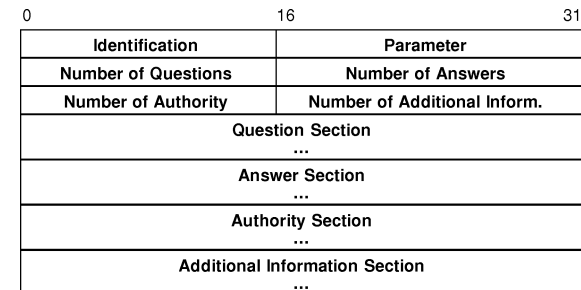 0 16 31
Identification Parameter
Number of Questions Number of Answers
Number of Authority Number of Additional Inform.
Question Section
...
Answer Section
...
Authority Section
...
Additional Information Section
...